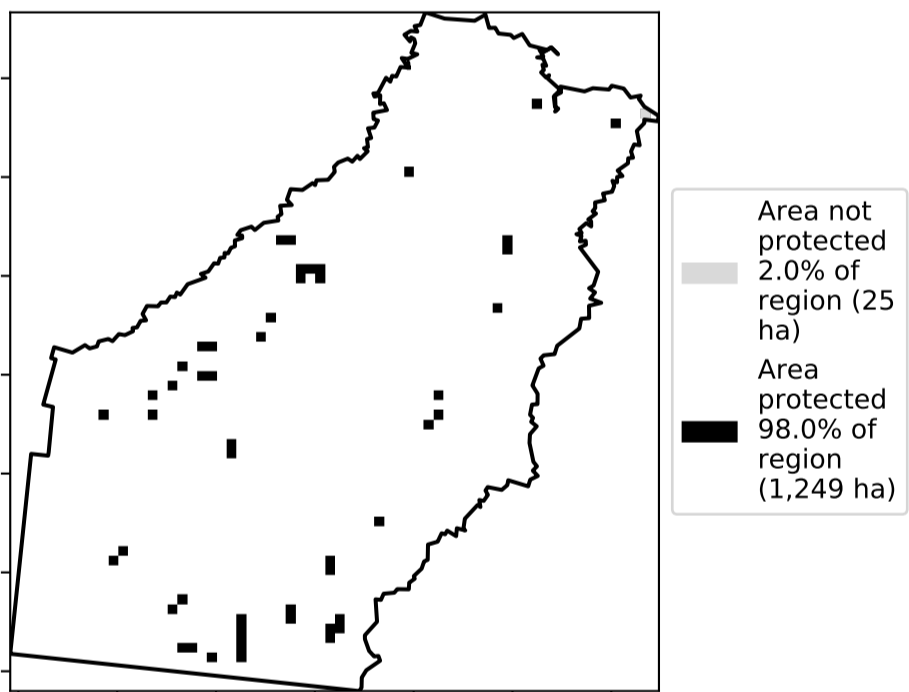 Area not
protected
2.0% of
region (25
ha)
Area
protected
98.0% of
region
(1,249 ha)